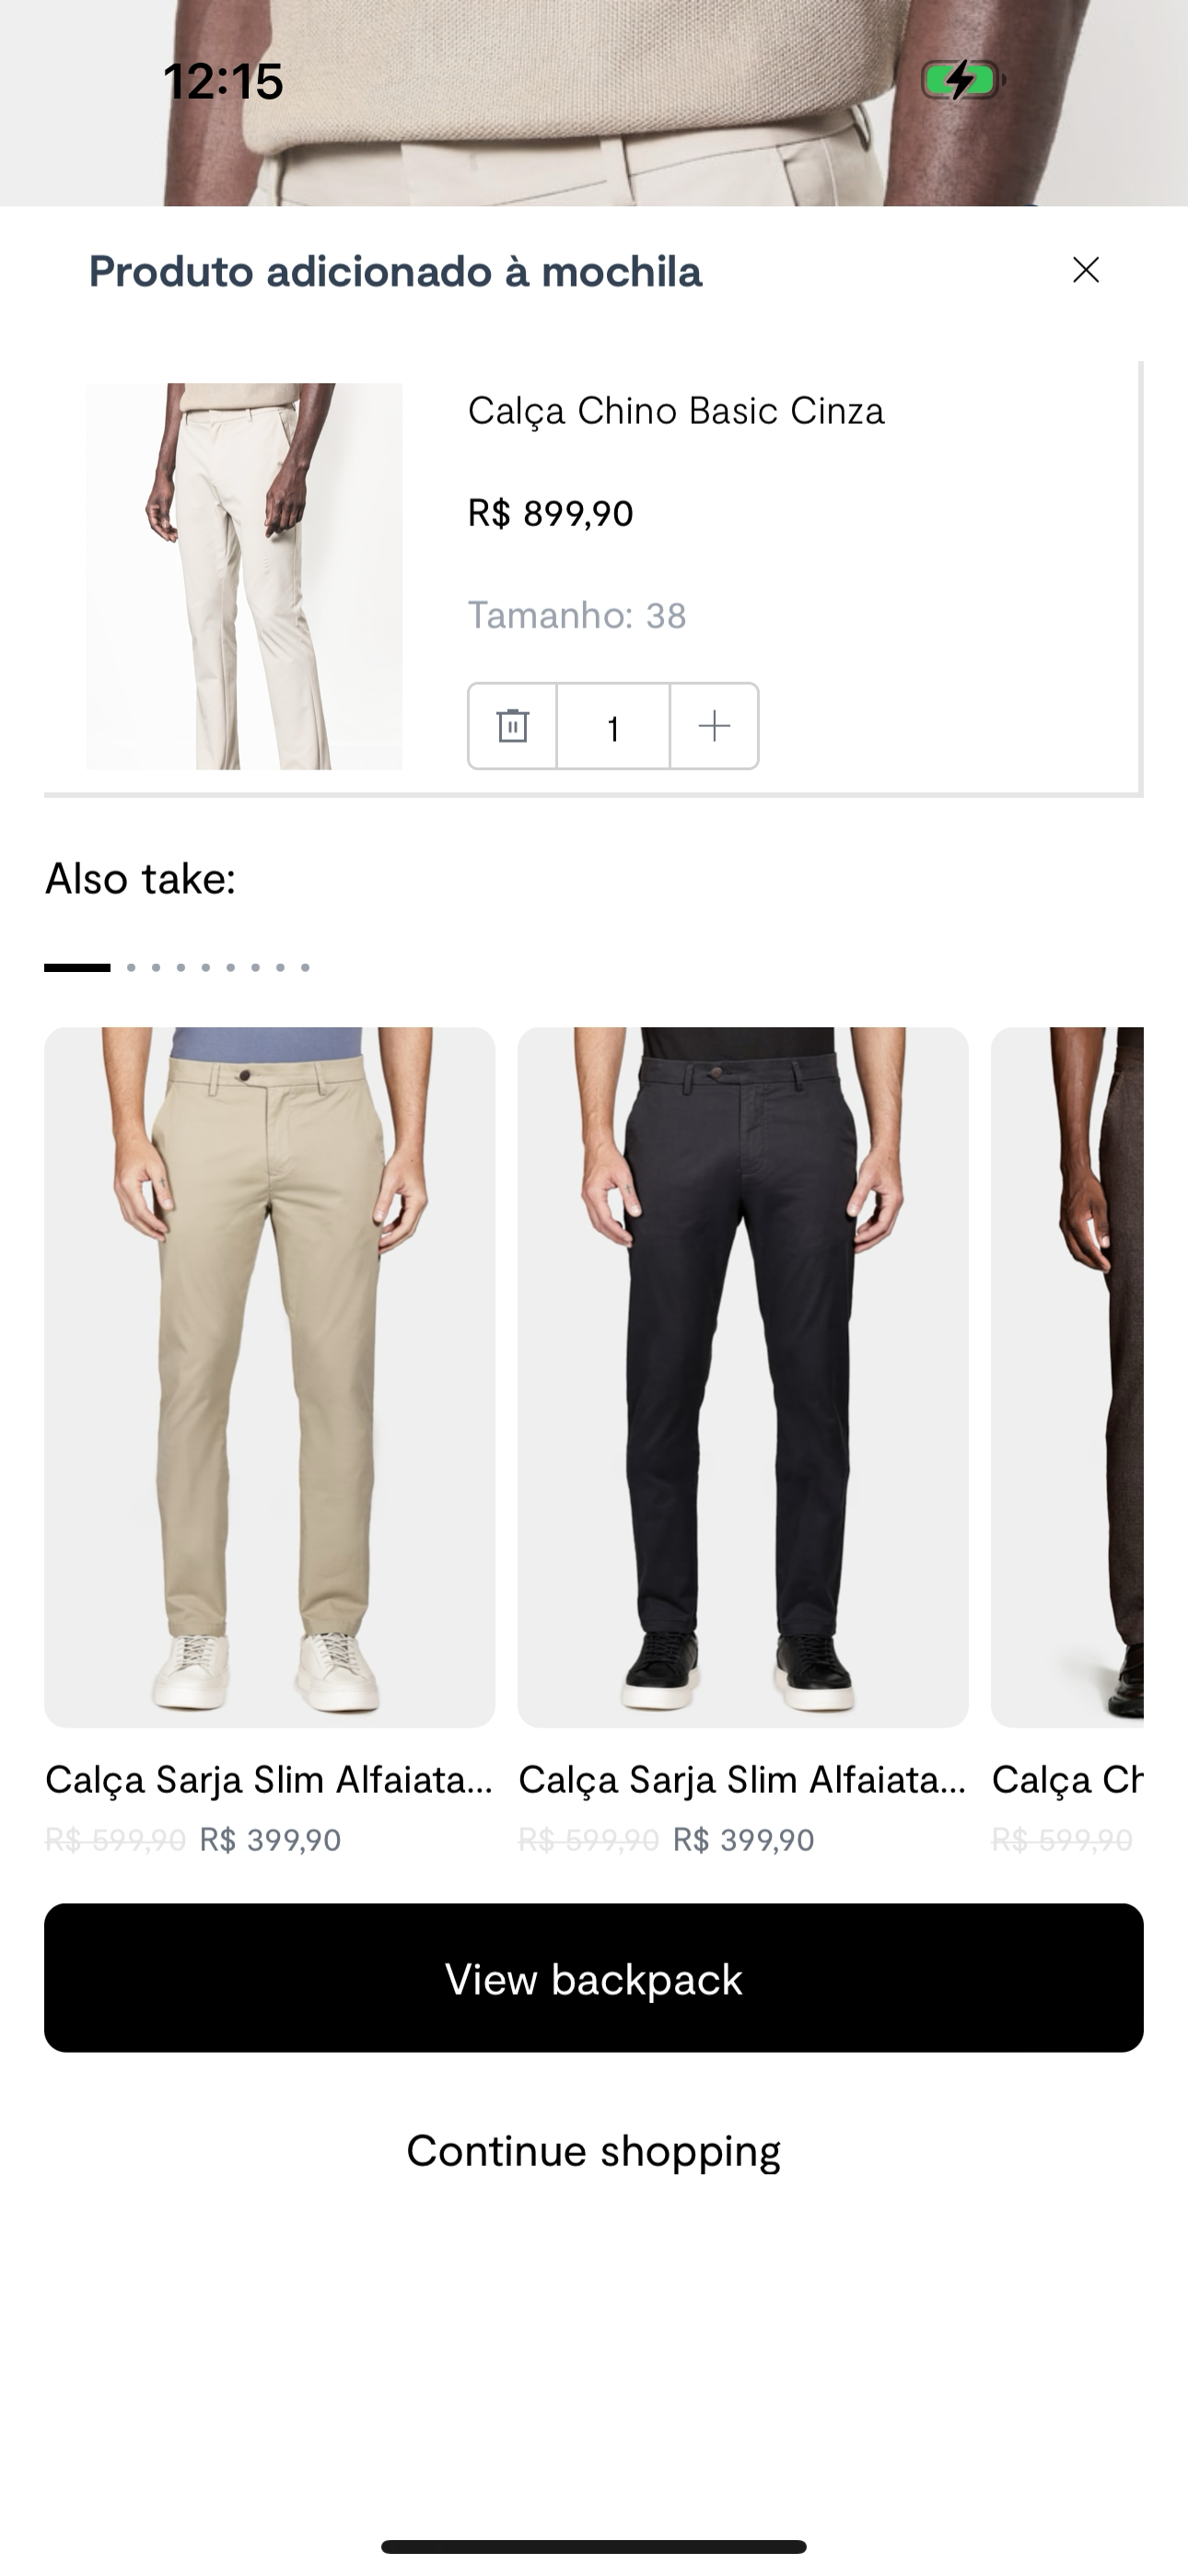 12:15
Produto adicionado à mochila
Calça Chino Basic Cinza
R$ 899,90
Tamanho: 38
1
Also take:
Calça Sarja Slim Alfaiata... Calça Sarja Slim Alfaiata... Calça Ch
R$ 599,90 R$ 399,90 R$ 599,90 R$ 399,90 R$ 599,90
View backpack
Continue shopping